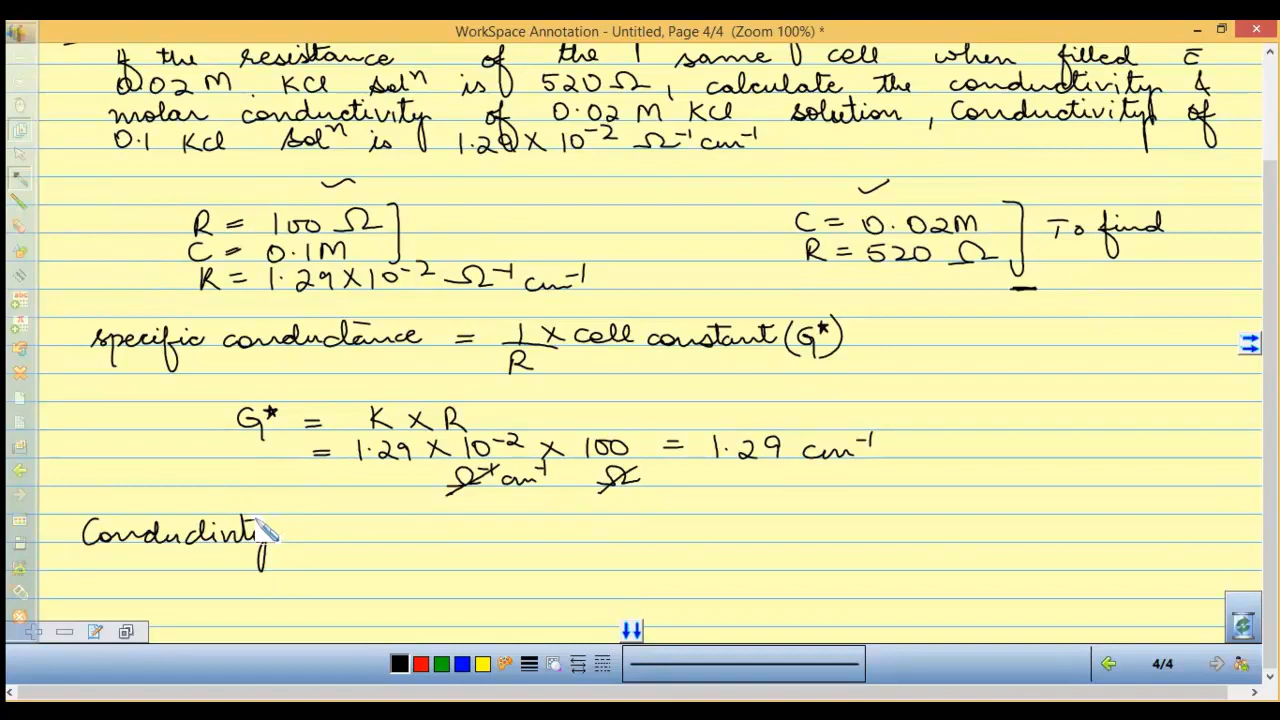 WorkSpace Annotation - Untitled, Page 4/4 (Zoom 100%) *
If the resistance of the same cell when filled c̄
0.02 M KCl Solⁿ is 520 Ω, calculate the conductivity &
molar conductivity of 0.02 M KCl solution, Conductivity of
0.1 KCl Solⁿ is 1.29 X 10⁻² Ω⁻¹ cm⁻¹
R = 100 Ω
C = 0.1M
K = 1.29 X 10⁻² Ω⁻¹ cm⁻¹
C = 0.02M
R = 520 Ω
To find
specific conductance = 1/R X cell constant (G*)
G* = K X R
= 1.29 X 10⁻² X 100 = 1.29 cm⁻¹
Ω⁻¹ cm⁻¹ Ω
4/4